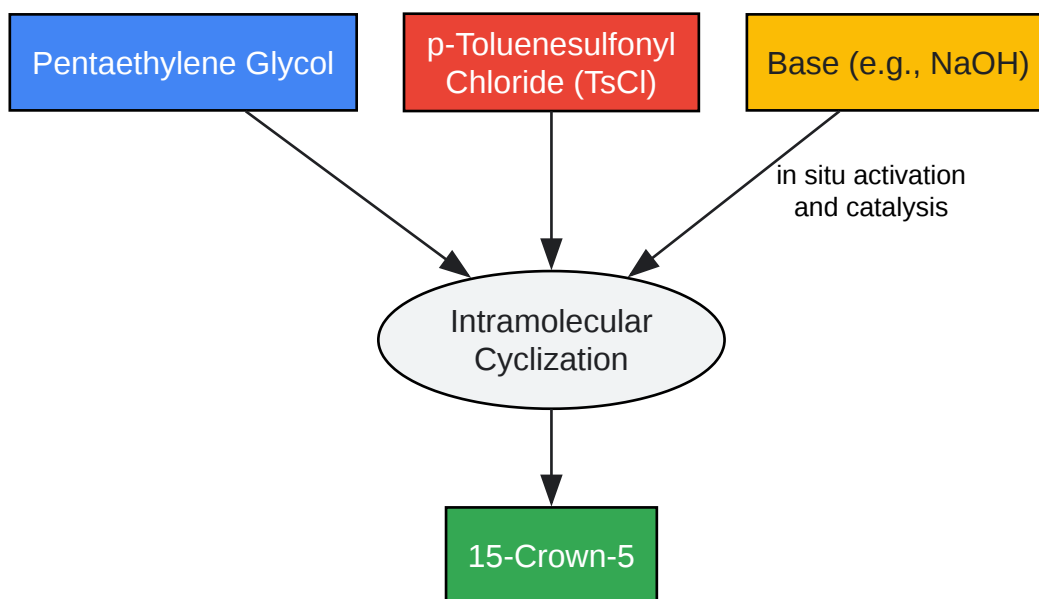 Pentaethylene Glycol
p-Toluenesulfonyl
Chloride (TsCl)
Base (e.g., NaOH)
in situ activation
and catalysis
Intramolecular
Cyclization
15-Crown-5